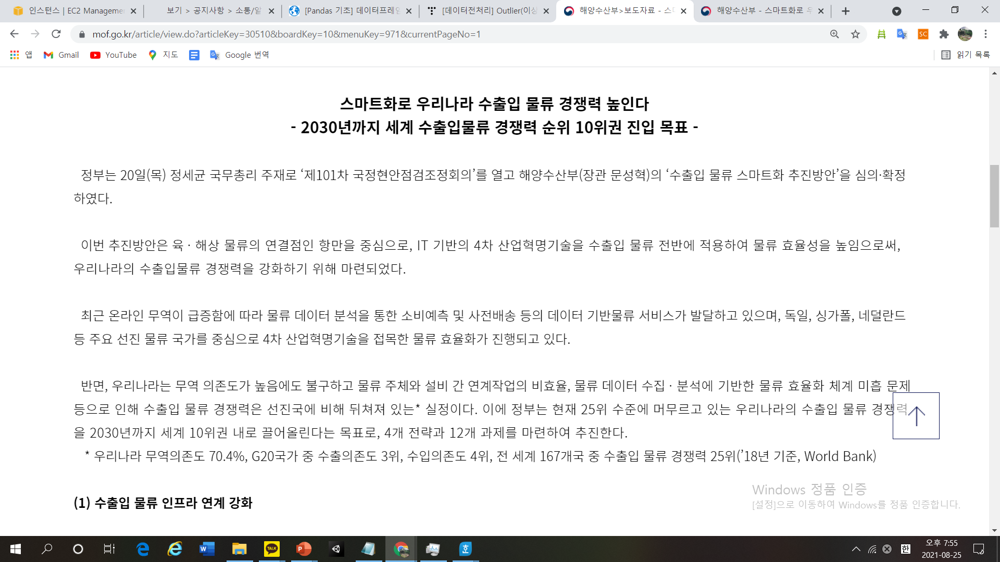 인스턴스 | EC2 Manageme
보기 > 공지사항 > 소통/알
[Pandas 기초] 데이터프레임
[데이터전처리] Outlier(이상
해양수산부>보도자료 - 스마
해양수산부 - 스마트화로 우
mof.go.kr/article/view.do?articleKey=30510&boardKey=10&menuKey=971&currentPageNo=1
SC
앱
Gmail
YouTube
지도
Google 번역
읽기 목록
스마트화로 우리나라 수출입 물류 경쟁력 높인다
- 2030년까지 세계 수출입물류 경쟁력 순위 10위권 진입 목표 -
정부는 20일(목) 정세균 국무총리 주재로 ‘제101차 국정현안점검조정회의’를 열고 해양수산부(장관 문성혁)의 ‘수출입 물류 스마트화 추진방안’을 심의·확정
하였다.
이번 추진방안은 육 · 해상 물류의 연결점인 항만을 중심으로, IT 기반의 4차 산업혁명기술을 수출입 물류 전반에 적용하여 물류 효율성을 높임으로써,
우리나라의 수출입물류 경쟁력을 강화하기 위해 마련되었다.
최근 온라인 무역이 급증함에 따라 물류 데이터 분석을 통한 소비예측 및 사전배송 등의 데이터 기반물류 서비스가 발달하고 있으며, 독일, 싱가폴, 네덜란드
등 주요 선진 물류 국가를 중심으로 4차 산업혁명기술을 접목한 물류 효율화가 진행되고 있다.
반면, 우리나라는 무역 의존도가 높음에도 불구하고 물류 주체와 설비 간 연계작업의 비효율, 물류 데이터 수집 · 분석에 기반한 물류 효율화 체계 미흡 문제
등으로 인해 수출입 물류 경쟁력은 선진국에 비해 뒤쳐져 있는* 실정이다. 이에 정부는 현재 25위 수준에 머무르고 있는 우리나라의 수출입 물류 경쟁력
을 2030년까지 세계 10위권 내로 끌어올린다는 목표로, 4개 전략과 12개 과제를 마련하여 추진한다.
* 우리나라 무역의존도 70.4%, G20국가 중 수출의존도 3위, 수입의존도 4위, 전 세계 167개국 중 수출입 물류 경쟁력 25위(’18년 기준, World Bank)
(1) 수출입 물류 인프라 연계 강화
Windows 정품 인증
[설정]으로 이동하여 Windows를 정품 인증합니다.
TALK
한
오후 7:55
2021-08-25